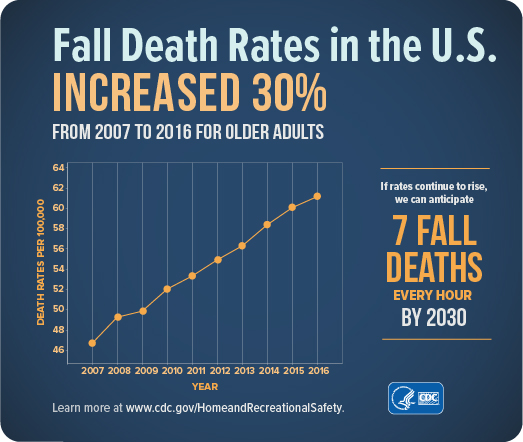 Fall Death Rates in the U.S.
INCREASED 30%
FROM 2007 TO 2016 FOR OLDER ADULTS
64
62
60
58
56
54
52
50
48
46
DEATH RATES PER 100,000
2007 2008 2009 2010 2011 2012 2013 2014 2015 2016
YEAR
If rates continue to rise,
we can anticipate
7 FALL
DEATHS
EVERY HOUR
BY 2030
Learn more at www.cdc.gov/HomeandRecreationalSafety.
CDC